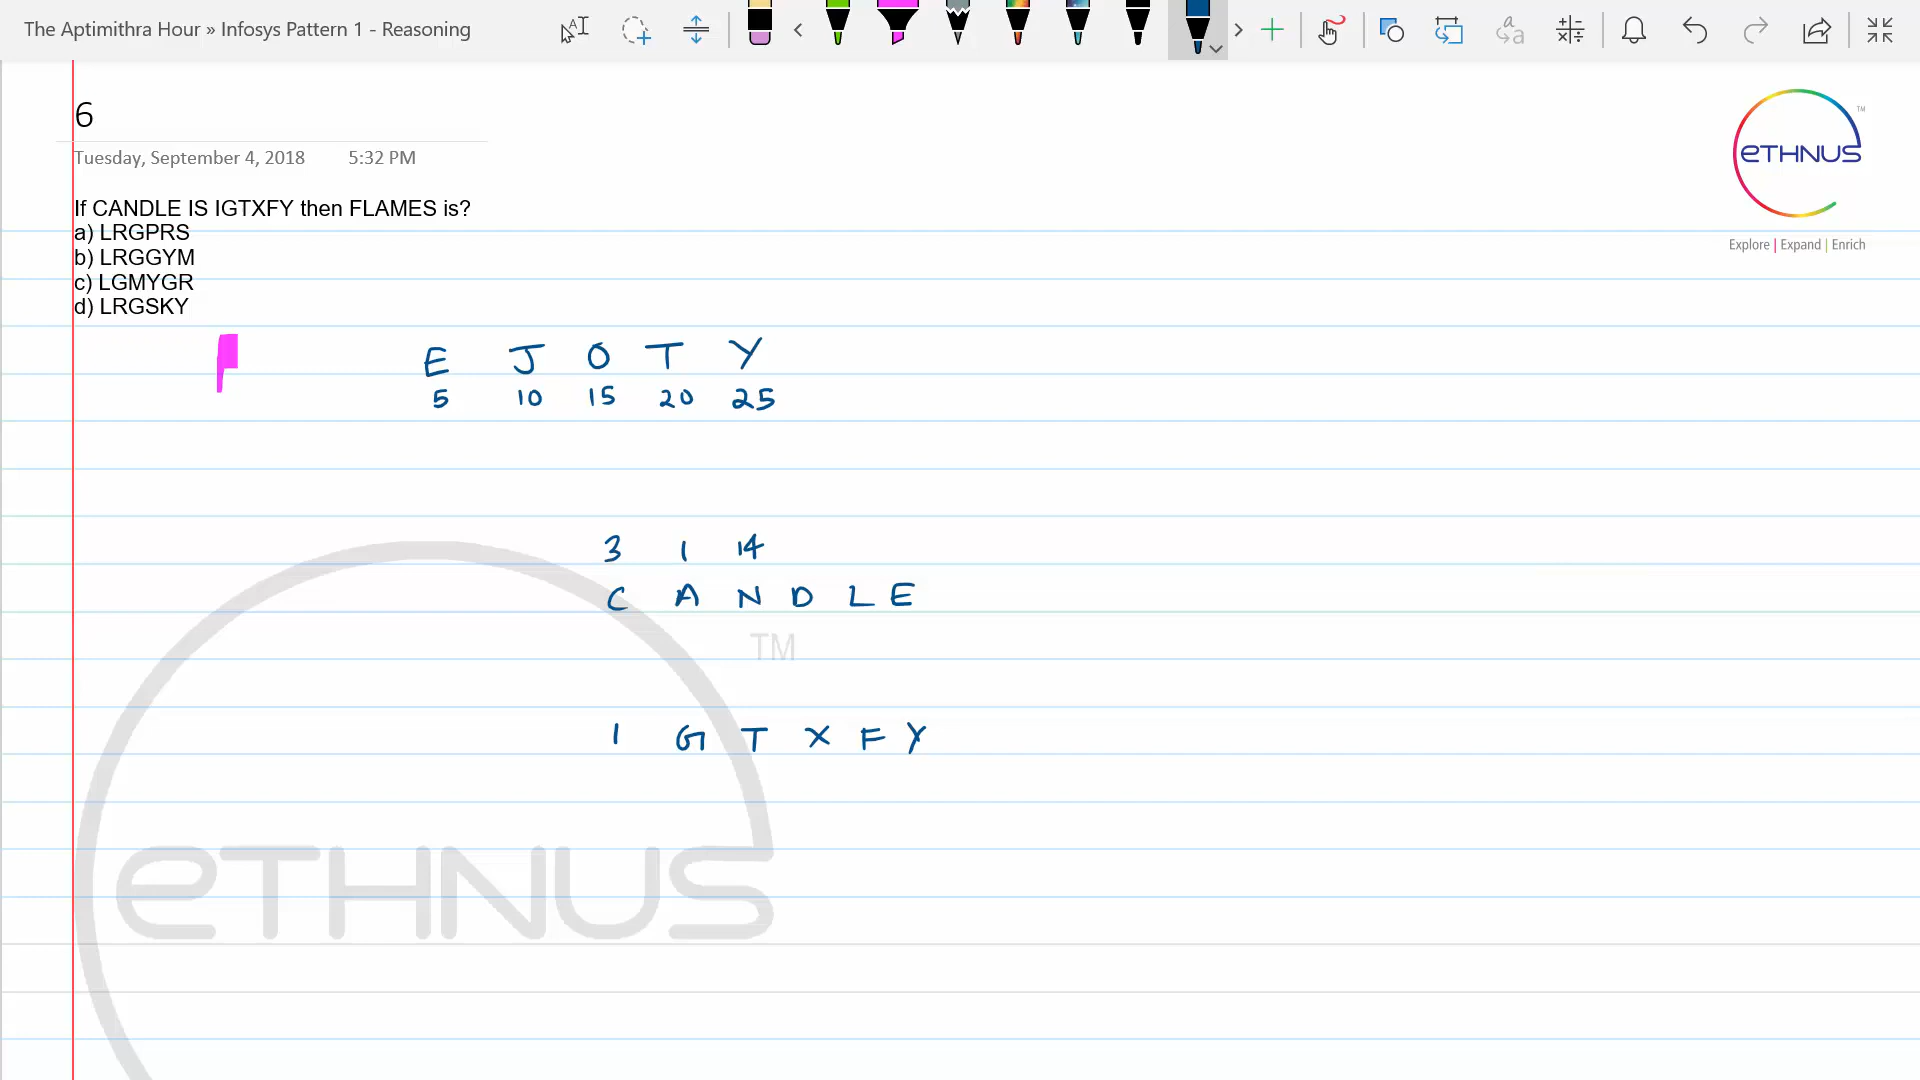 The Aptimithra Hour » Infosys Pattern 1 - Reasoning
6
Tuesday, September 4, 2018 5:32 PM
ETHNUS
TM
Explore | Expand | Enrich
If CANDLE IS IGTXFY then FLAMES is?
a) LRGPRS
b) LRGGYM
c) LGMYGR
d) LRGSKY
E J O T Y
5 10 15 20 25
3 1 14
C A N D L E
TM
I G T X F Y
eTHNUS